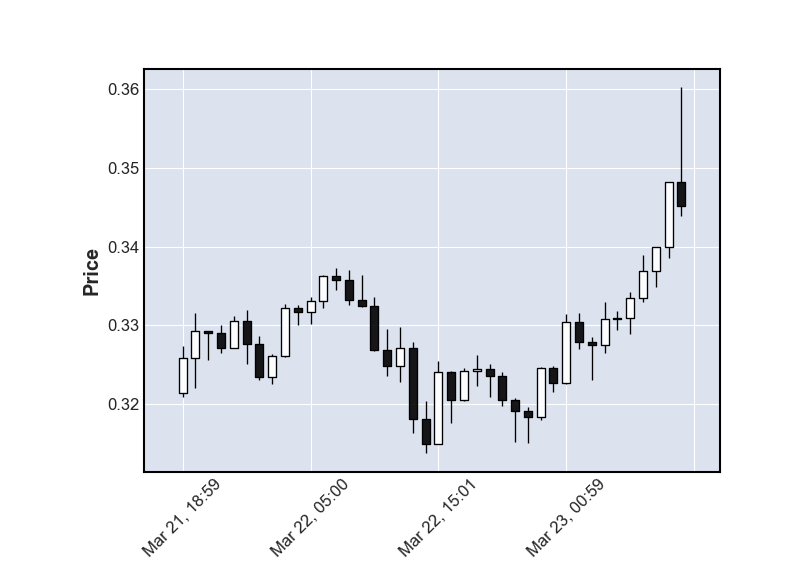 0.36
0.35
0.34
0.33
0.32
Price
Mar 21, 18:59
Mar 22, 05:00
Mar 22, 15:01
Mar 23, 00:59